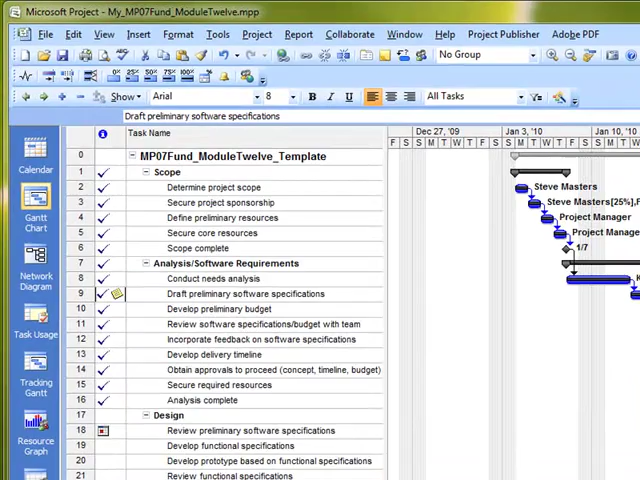 Microsoft Project - My_MP07Fund_ModuleTwelve.mpp
File Edit View Insert Format Tools Project Report Collaborate Window Help Project Publisher Adobe PDF
No Group
0% 25% 50% 75% 100%
Show Arial 8 B I U All Tasks
Draft preliminary software specifications
Task Name
Dec 27, '09 Jan 3, '10 Jan 10, '10
F S S M T W T F S S M T W T F S S M T W
0 MP07Fund_ModuleTwelve_Template
1 Scope
2 Determine project scope Steve Masters
3 Secure project sponsorship Steve Masters[25%],F
4 Define preliminary resources Project Manager
5 Secure core resources Project Manage
6 Scope complete 1/7
7 Analysis/Software Requirements
8 Conduct needs analysis
9 Draft preliminary software specifications
10 Develop preliminary budget
11 Review software specifications/budget with team
12 Incorporate feedback on software specifications
13 Develop delivery timeline
14 Obtain approvals to proceed (concept, timeline, budget)
15 Secure required resources
16 Analysis complete
17 Design
18 Review preliminary software specifications
19 Develop functional specifications
20 Develop prototype based on functional specifications
21 Review functional specifications
Calendar
Gantt
Chart
Network
Diagram
Task Usage
Tracking
Gantt
Resource
Graph